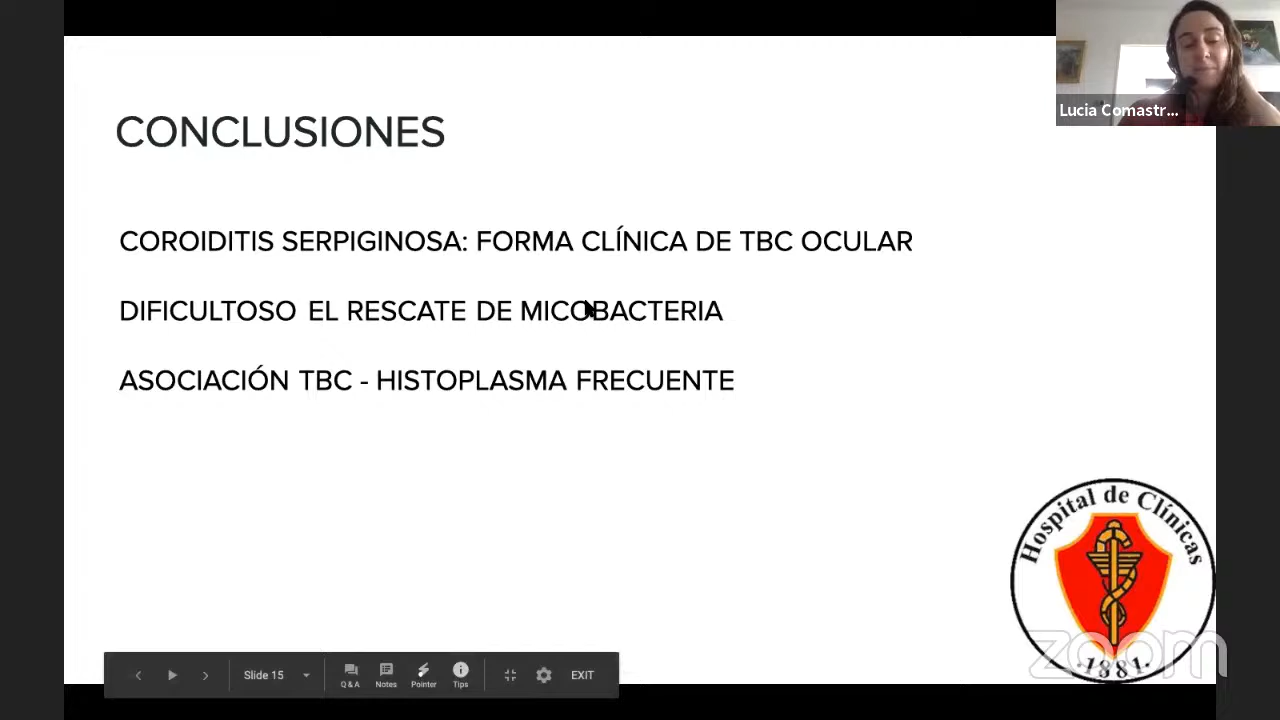 Lucia Comastr...
CONCLUSIONES
COROIDITIS SERPIGINOSA: FORMA CLÍNICA DE TBC OCULAR
DIFICULTOSO EL RESCATE DE MICOBACTERIA
ASOCIACIÓN TBC - HISTOPLASMA FRECUENTE
Hospital de Clínicas
·1881·
zoom
Slide 15
Q & A
Notes
Pointer
Tips
EXIT